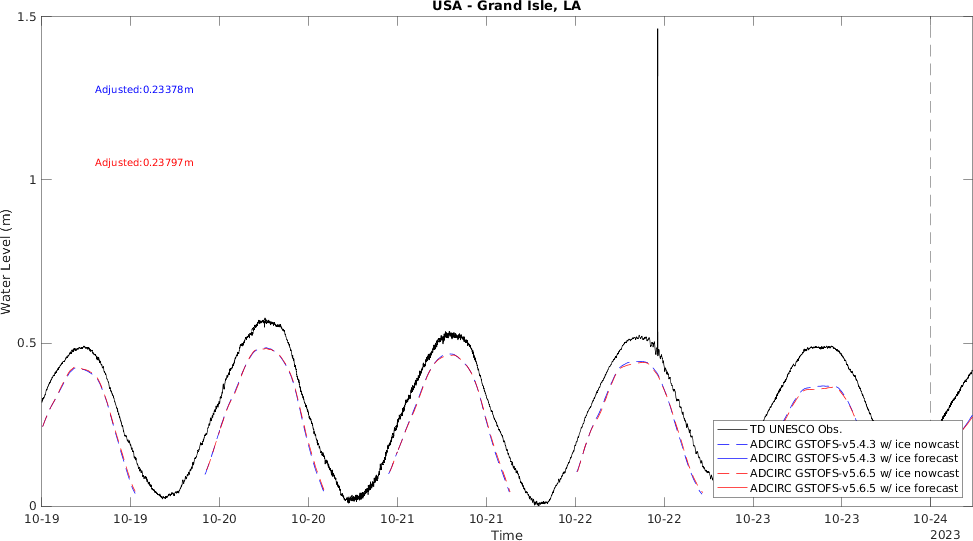 USA - Grand Isle, LA
1.5
Adjusted:0.23378m
Adjusted:0.23797m
1
Water Level (m)
0.5
TD UNESCO Obs.
ADCIRC GSTOFS-v5.4.3 w/ ice nowcast
ADCIRC GSTOFS-v5.4.3 w/ ice forecast
ADCIRC GSTOFS-v5.6.5 w/ ice nowcast
ADCIRC GSTOFS-v5.6.5 w/ ice forecast
0
10-19 10-19 10-20 10-20 10-21 10-21 10-22 10-22 10-23 10-23 10-24
Time 2023